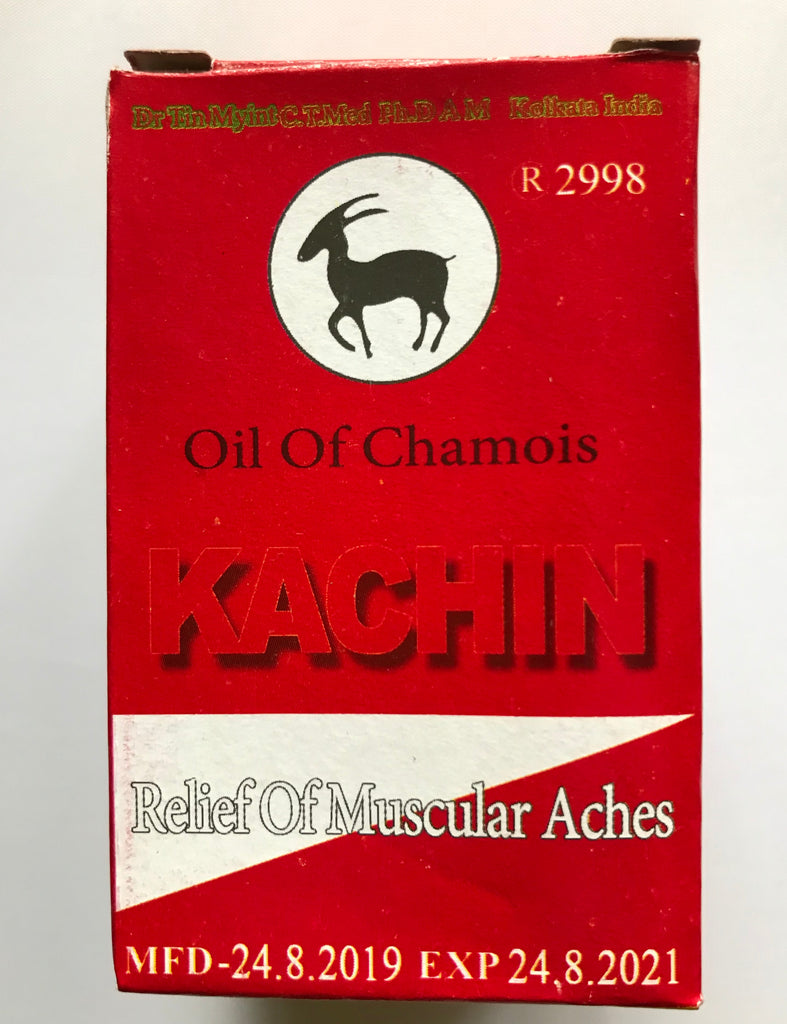 Dr Tin Myint C.T.Med Ph.D A M Kolkata India
R 2998
Oil Of Chamois
KACHIN
Relief Of Muscular Aches
MFD-24.8.2019 EXP 24,8.2021